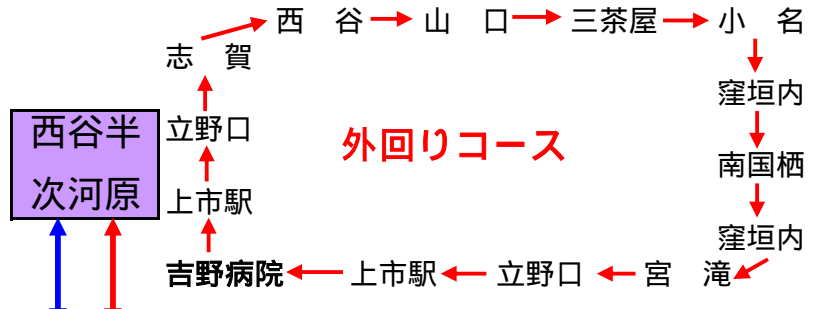 西　谷 山　口 三茶屋 小　名
志　賀
窪垣内
西谷半
次河原
立野口
外回りコース
南国栖
上市駅
窪垣内
吉野病院 上市駅 立野口 宮　滝